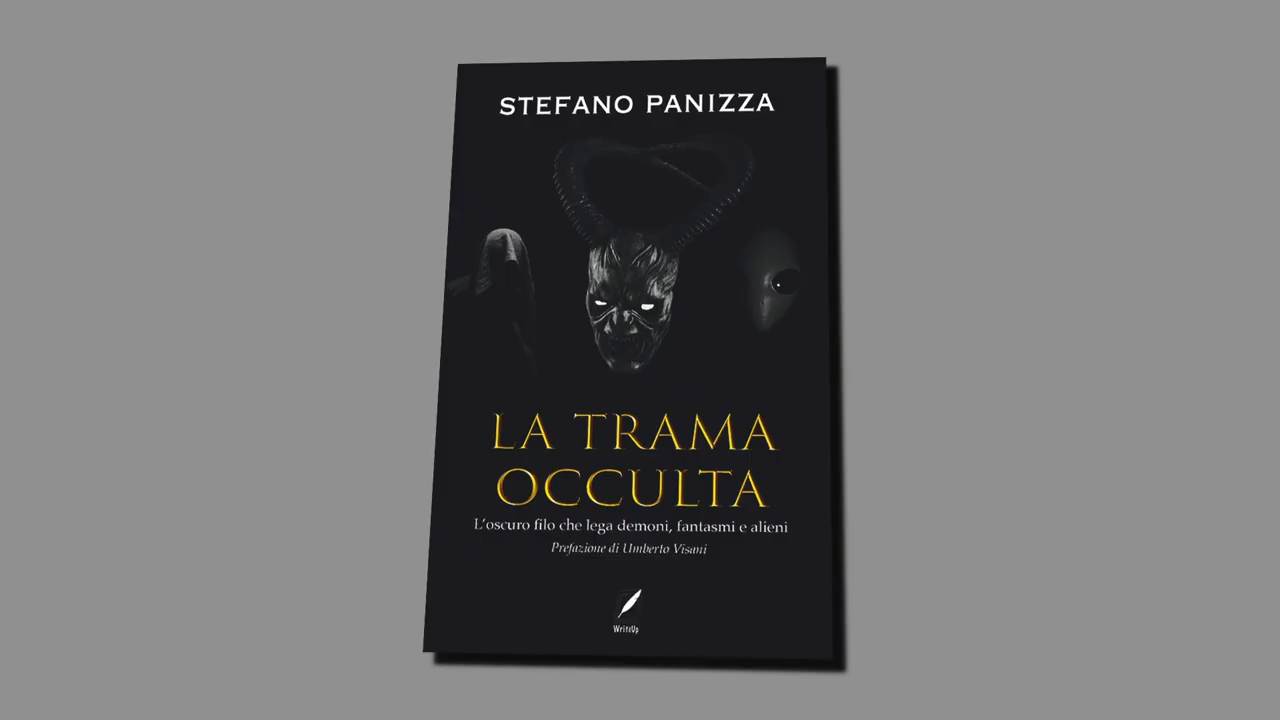 STEFANO PANIZZA
LA TRAMA
OCCULTA
L'oscuro filo che lega demoni, fantasmi e alieni
Prefazione di Umberto Visani
WriteUp